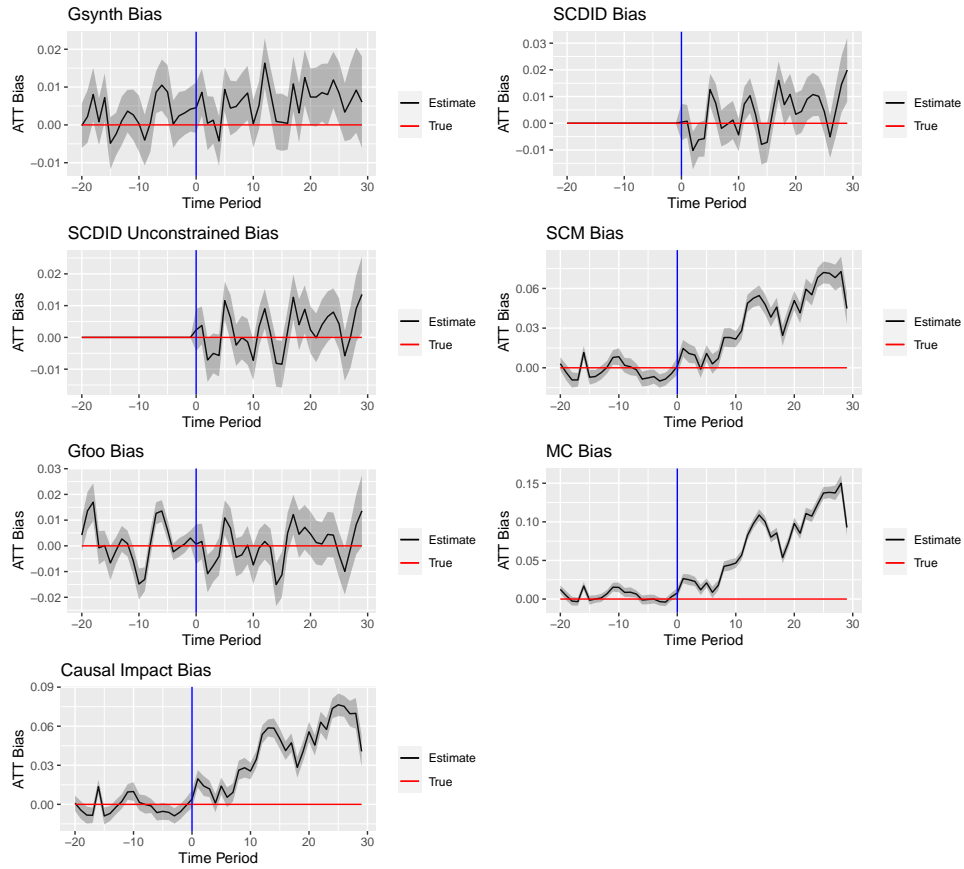 Gsynth Bias
ATT Bias
0.02
0.01
0.00
−0.01
−20 −10 0 10 20 30
Time Period
Estimate
True
SCDID Bias
ATT Bias
0.03
0.02
0.01
0.00
−0.01
−20 −10 0 10 20 30
Time Period
Estimate
True
SCDID Unconstrained Bias
ATT Bias
0.02
0.01
0.00
−0.01
−20 −10 0 10 20 30
Time Period
Estimate
True
SCM Bias
ATT Bias
0.06
0.03
0.00
−20 −10 0 10 20 30
Time Period
Estimate
True
Gfoo Bias
ATT Bias
0.03
0.02
0.01
0.00
−0.01
−0.02
−20 −10 0 10 20 30
Time Period
Estimate
True
MC Bias
ATT Bias
0.15
0.10
0.05
0.00
−20 −10 0 10 20 30
Time Period
Estimate
True
Causal Impact Bias
ATT Bias
0.09
0.06
0.03
0.00
−20 −10 0 10 20 30
Time Period
Estimate
True